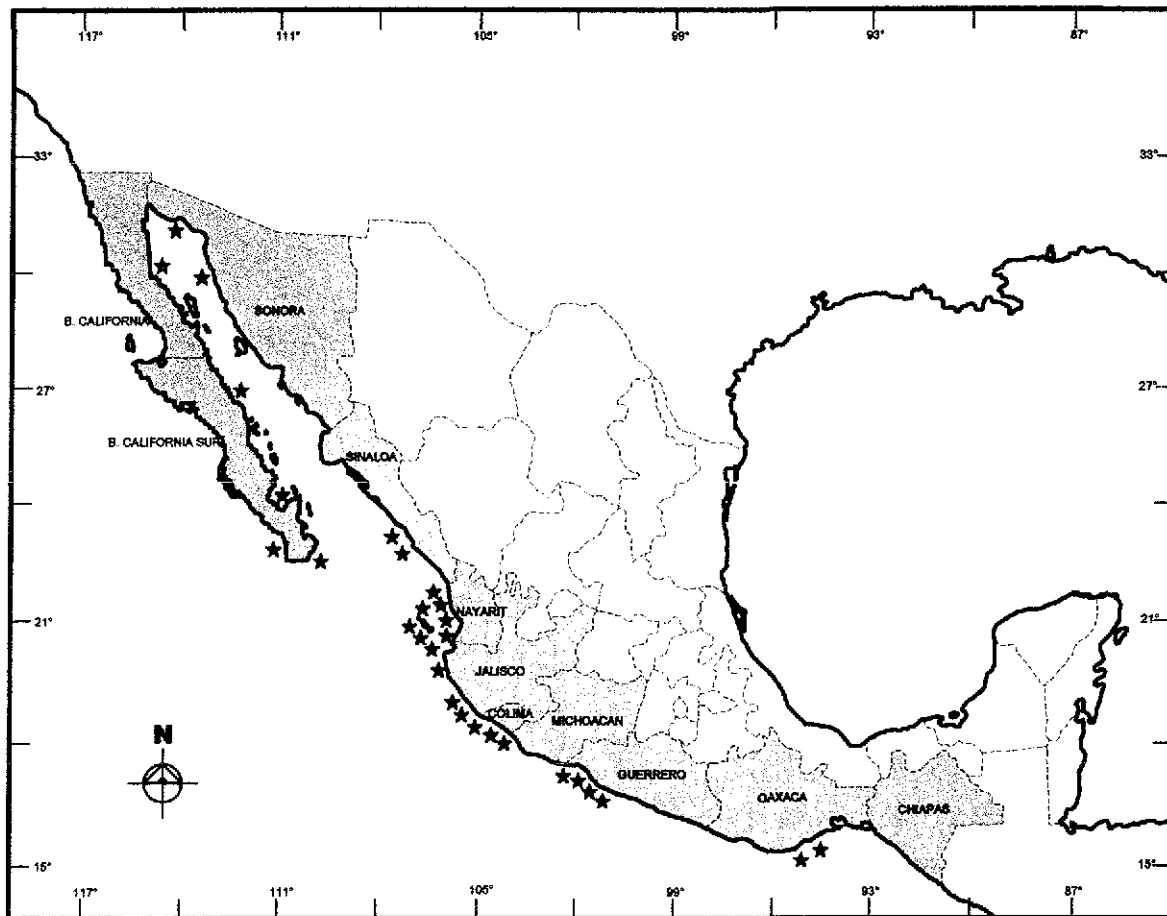 117° 111° 105° 99° 93° 87°
33° 33°
SONORA
B. CALIFORNIA
27° 27°
B. CALIFORNIA SUR
SINALOA
NAYARIT
21° 21°
JALISCO
COLIMA
MICHOACAN
N
GUERRERO
OAXACA
CHIAPAS
15° 15°
117° 111° 105° 99° 93° 87°